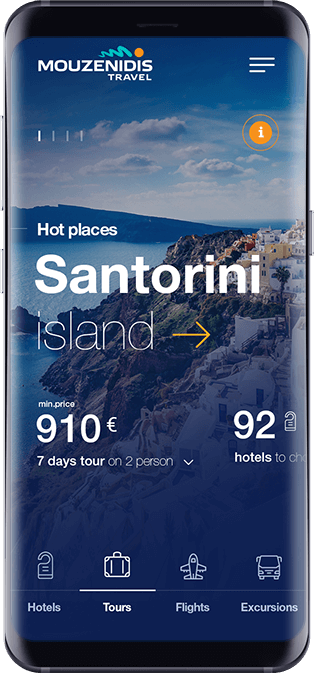 MOUZENIDIS
TRAVEL
i
Hot places
Santorini
island
min.price
910 €
7 days tour on 2 person
92
hotels to ch
Hotels
Tours
Flights
Excursions